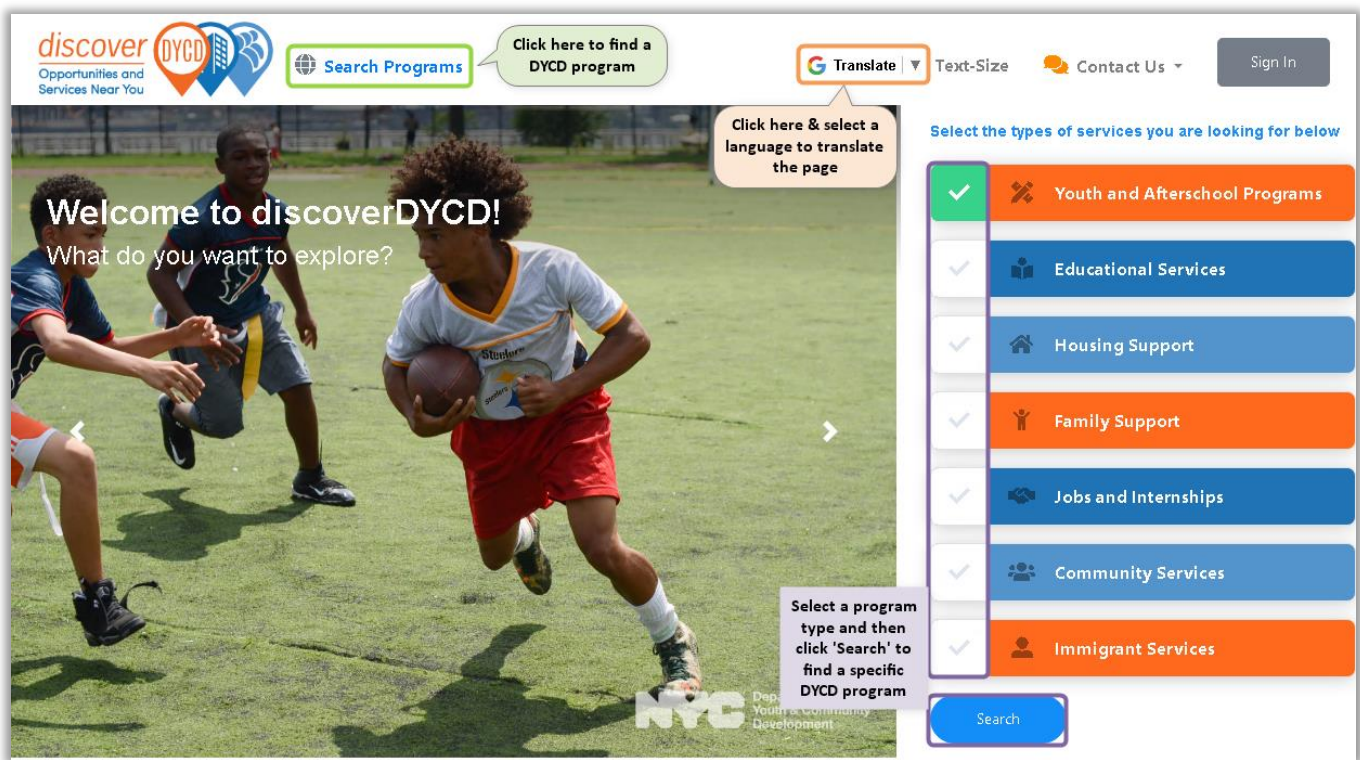 discover
DYCD
Opportunities and
Services Near You
Search Programs
Click here to find a
DYCD program
Translate
Text-Size
Contact Us
Sign In
Click here & select a
language to translate
the page
Select the types of services you are looking for below
Welcome to discoverDYCD!
What do you want to explore?
Steelers
Steelers
Youth and Afterschool Programs
Educational Services
Housing Support
Family Support
Jobs and Internships
Community Services
Immigrant Services
Select a program
type and then
click 'Search' to
find a specific
DYCD program
NYC
Youth & Community
Development
Search